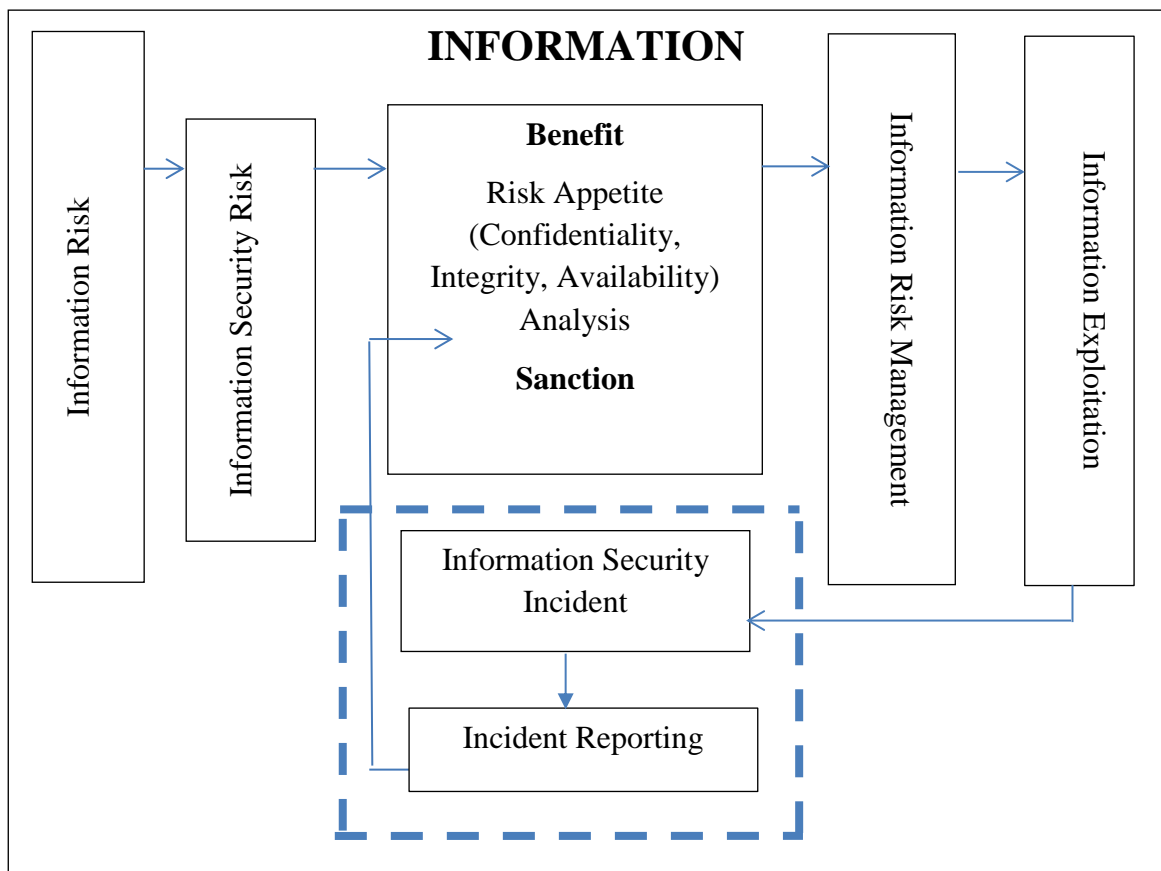 INFORMATION
Information Risk
Information Security Risk
Benefit
Risk Appetite
(Confidentiality,
Integrity, Availability)
Analysis
Sanction
Information Risk Management
Information Exploitation
Information Security
Incident
Incident Reporting